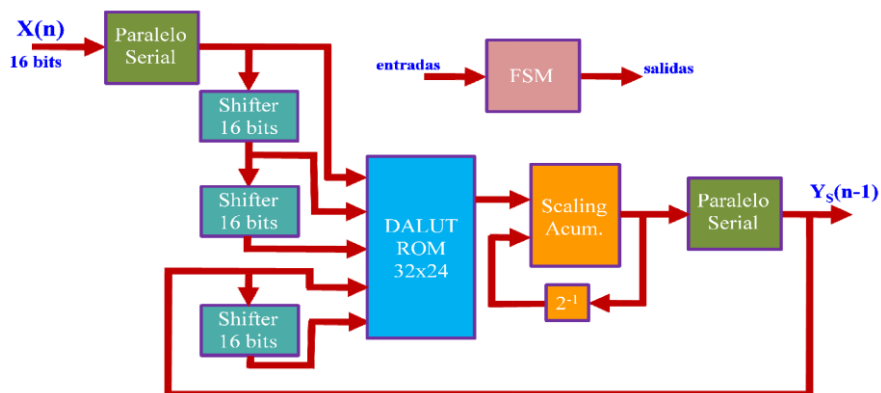 X(n)
16 bits
Paralelo
Serial
entradas
FSM
salidas
Shifter
16 bits
Shifter
16 bits
DALUT
ROM
32x24
Scaling
Acum.
Paralelo
Serial
Y_S(n-1)
2^-1
Shifter
16 bits